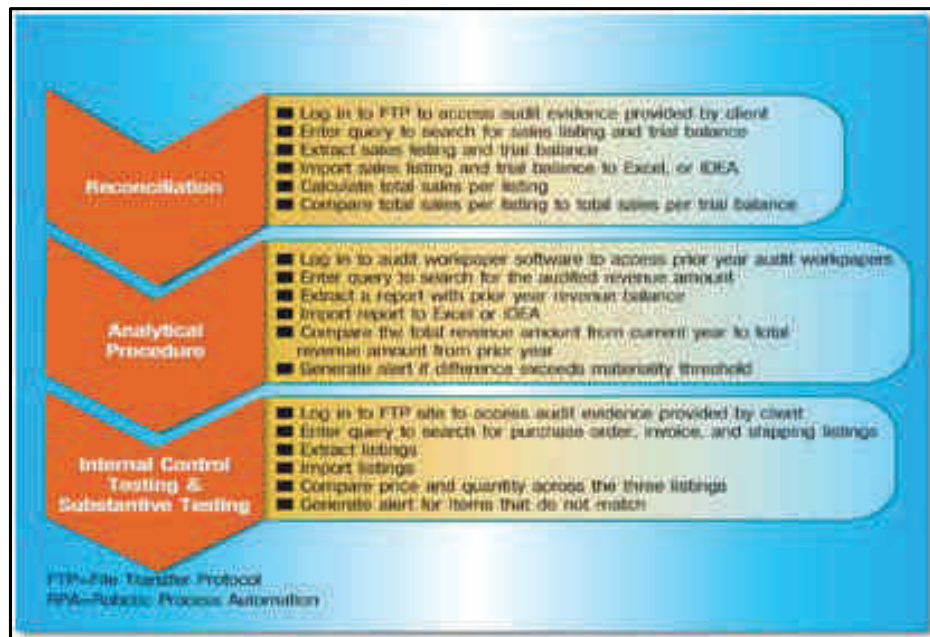 Reconciliation
■ Log in to FTP to access audit evidence provided by client
■ Enter query to search for sales listing and trial balance
■ Extract sales listing and trial balance
■ Import sales listing and trial balance to Excel, or IDEA
■ Calculate total sales per listing
■ Compare total sales per listing to total sales per trial balance
Analytical
Procedure
■ Log in to audit workpaper software to access prior year audit workpapers
■ Enter query to search for the audited revenue amount
■ Extract a report with prior year revenue balance
■ Import report to Excel or IDEA
■ Compare the total revenue amount from current year to total
revenue amount from prior year
■ Generate alert if difference exceeds materiality threshold
Internal Control
Testing &
Substantive Testing
■ Log in to FTP site to access audit evidence provided by client
■ Enter query to search for purchase order, invoice, and shipping listings
■ Extract listings
■ Import listings
■ Compare price and quantity across the three listings
■ Generate alert for items that do not match
FTP=File Transfer Protocol
RPA=Robotic Process Automation